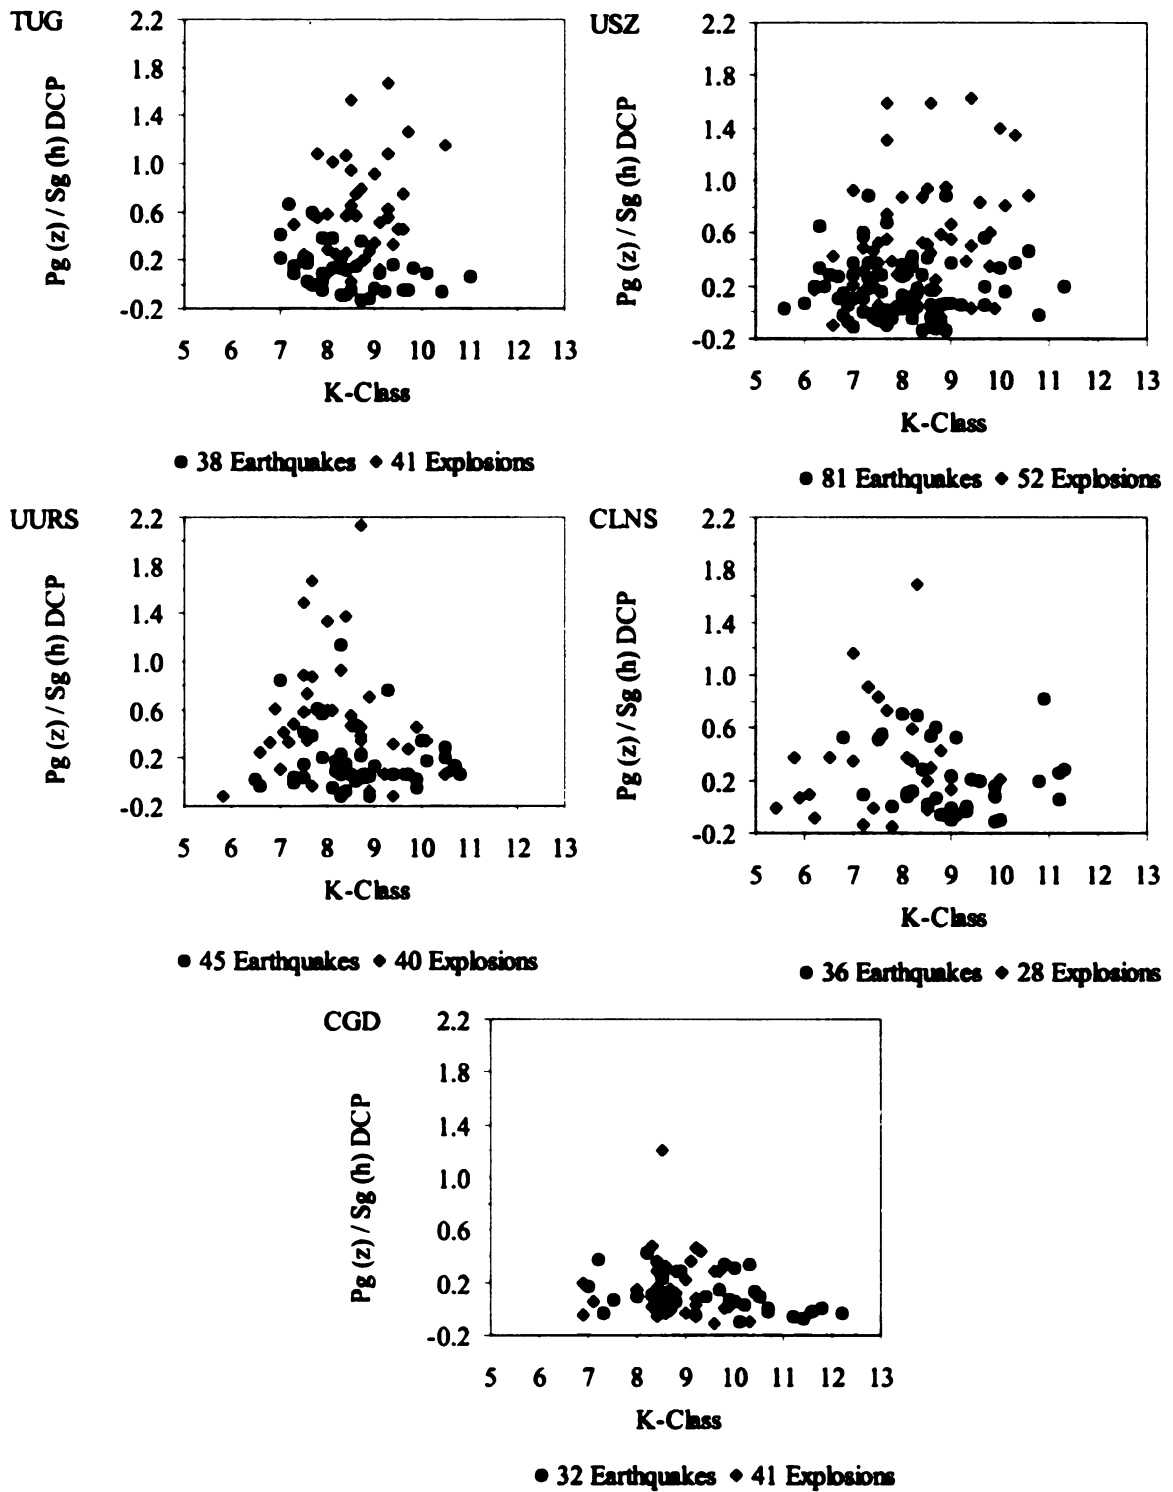 TUG
2.2
1.8
1.4
1.0
0.6
0.2
-0.2
Pg (z) / Sg (h) DCP
5 6 7 8 9 10 11 12 13
K-Class
● 38 Earthquakes ◆ 41 Explosions
USZ
2.2
1.8
1.4
1.0
0.6
0.2
-0.2
Pg (z) / Sg (h) DCP
5 6 7 8 9 10 11 12 13
K-Class
● 81 Earthquakes ◆ 52 Explosions
UURS
2.2
1.8
1.4
1.0
0.6
0.2
-0.2
Pg (z) / Sg (h) DCP
5 6 7 8 9 10 11 12 13
K-Class
● 45 Earthquakes ◆ 40 Explosions
CLNS
2.2
1.8
1.4
1.0
0.6
0.2
-0.2
Pg (z) / Sg (h) DCP
5 6 7 8 9 10 11 12 13
K-Class
● 36 Earthquakes ◆ 28 Explosions
CGD
2.2
1.8
1.4
1.0
0.6
0.2
-0.2
Pg (z) / Sg (h) DCP
5 6 7 8 9 10 11 12 13
K-Class
● 32 Earthquakes ◆ 41 Explosions